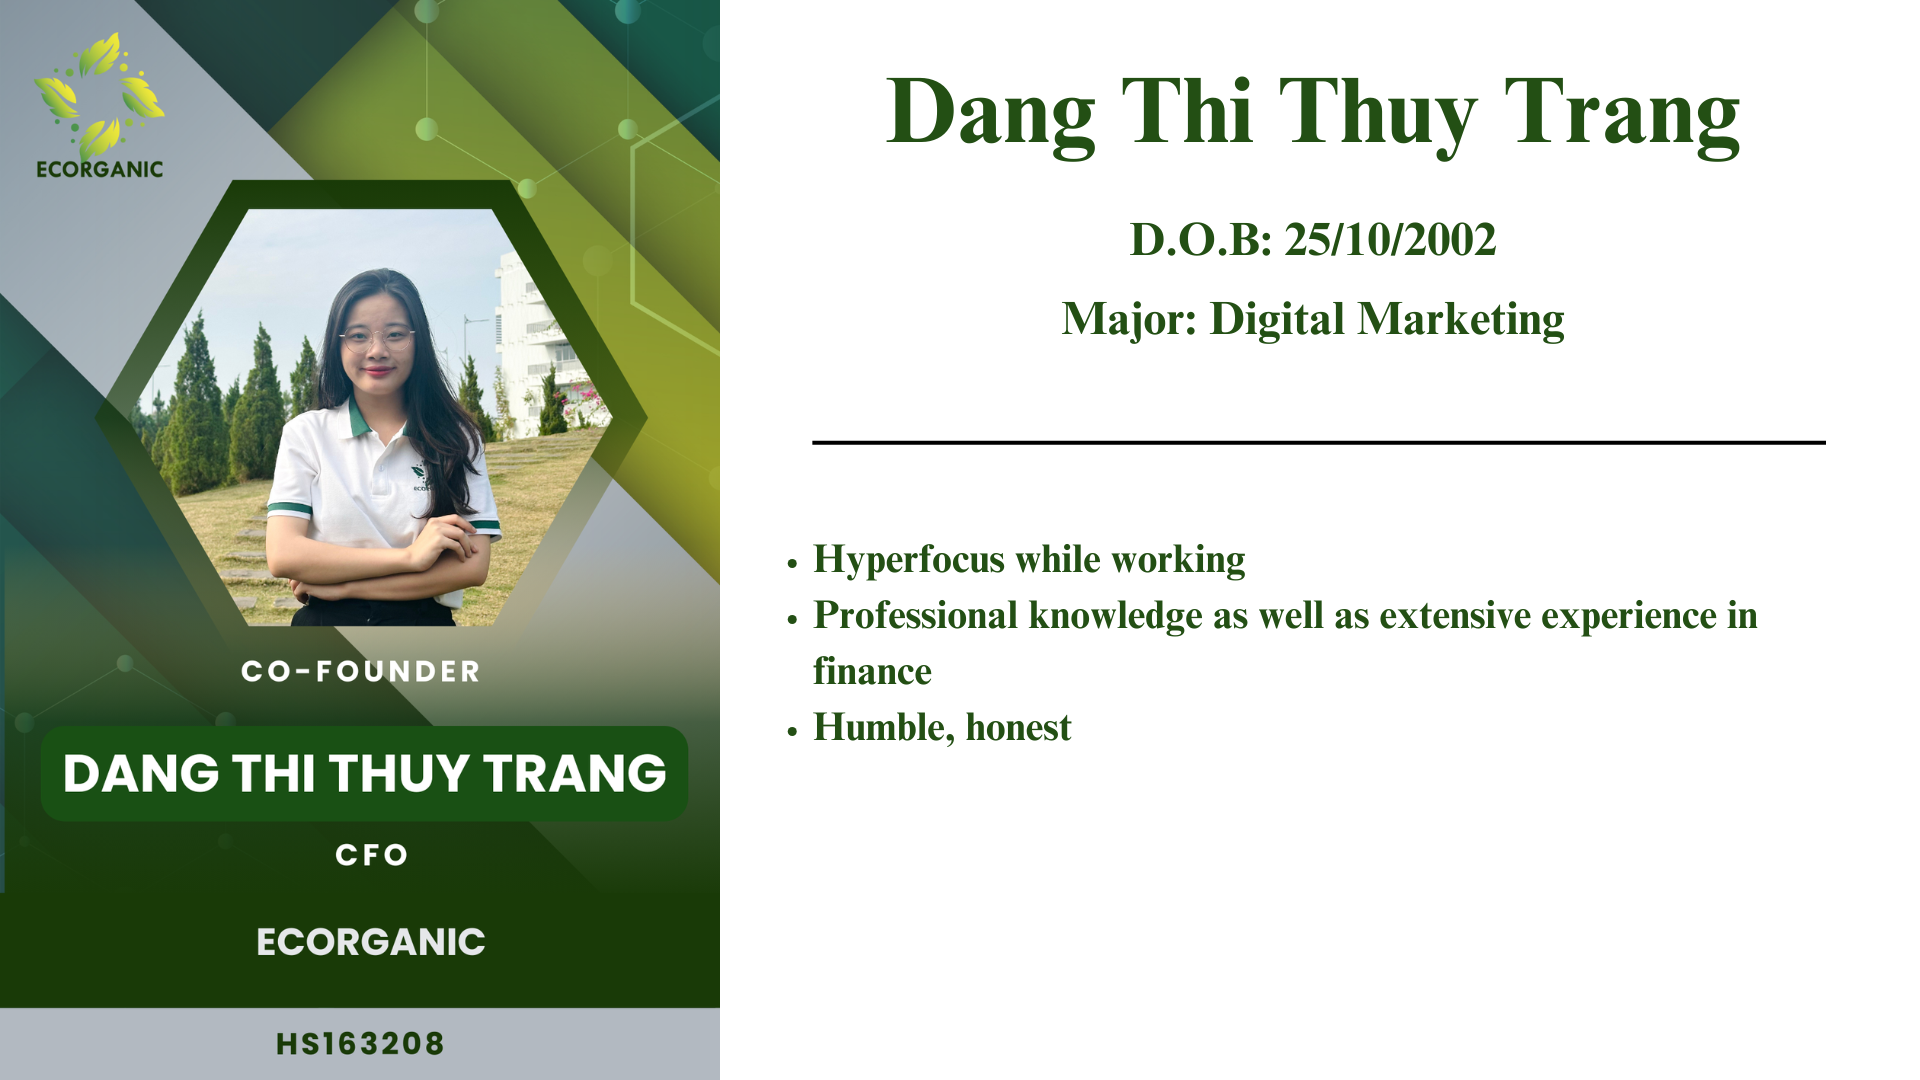 ECORGANIC
CO-FOUNDER
DANG THI THUY TRANG
CFO
ECORGANIC
HS163208
Dang Thi Thuy Trang
D.O.B: 25/10/2002
Major: Digital Marketing
• Hyperfocus while working
• Professional knowledge as well as extensive experience in
finance
• Humble, honest